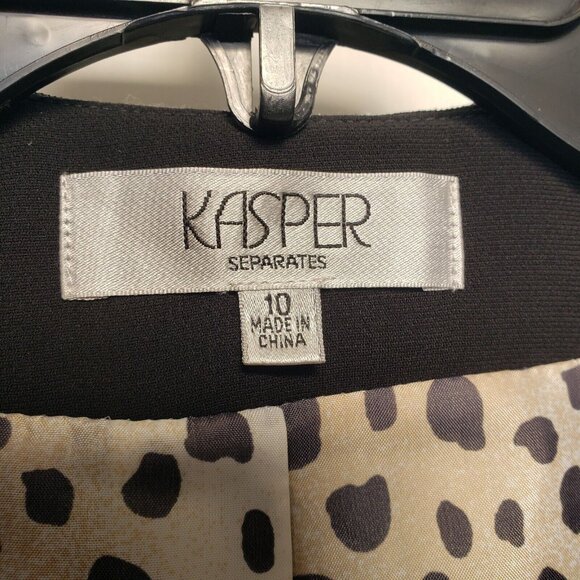 KASPER
SEPARATES
10
MADE IN
CHINA